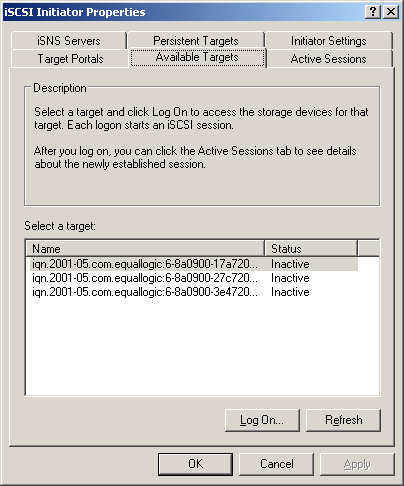 iSCSI Initiator Properties
iSNS Servers Persistent Targets Initiator Settings
Target Portals Available Targets Active Sessions
Description
Select a target and click Log On to access the storage devices for that
target. Each logon starts an iSCSI session.
After you log on, you can click the Active Sessions tab to see details
about the newly established session.
Select a target:
Name Status
iqn.2001-05.com.equallogic:6-8a0900-17a720... Inactive
iqn.2001-05.com.equallogic:6-8a0900-27c720... Inactive
iqn.2001-05.com.equallogic:6-8a0900-3e4720... Inactive
Log On... Refresh
OK Cancel Apply